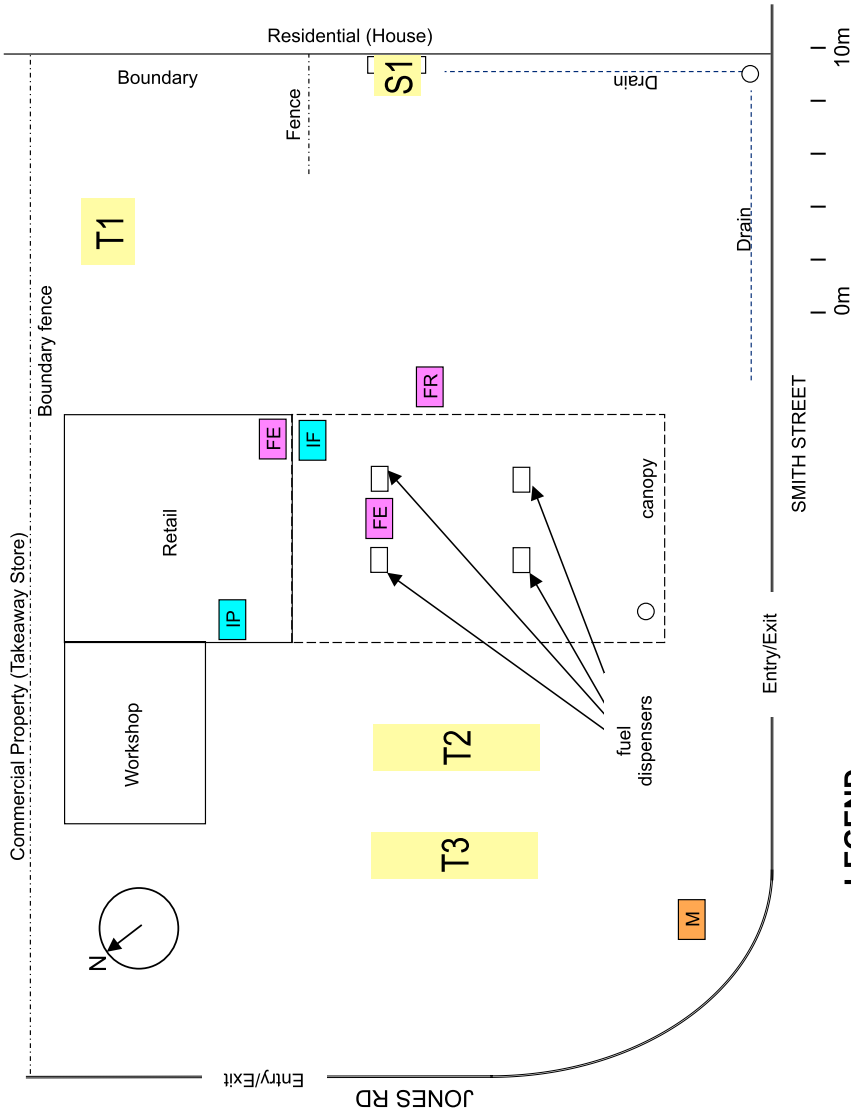 Residential (House)
Boundary
S1
Drain
10m
Fence
T1
Drain
Boundary fence
0m
FR
FE
IF
SMITH STREET
Commercial Property (Takeaway Store)
Retail
FE
canopy
IP
Entry/Exit
Workshop
T2
fuel
dispensers
T3
LEGEND
M
N
Entry/Exit
JONES RD